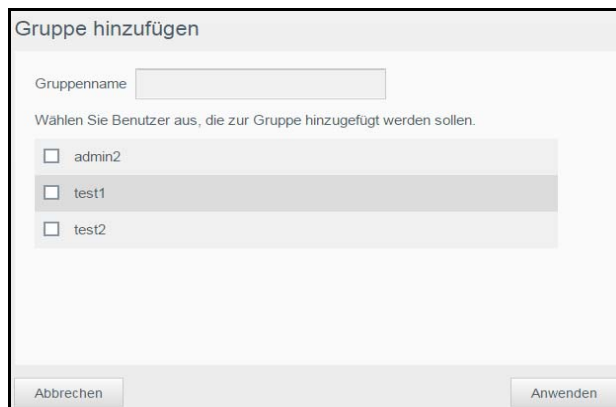 Gruppe hinzufügen
Gruppenname
Wählen Sie Benutzer aus, die zur Gruppe hinzugefügt werden sollen.
admin2
test1
test2
Abbrechen
Anwenden